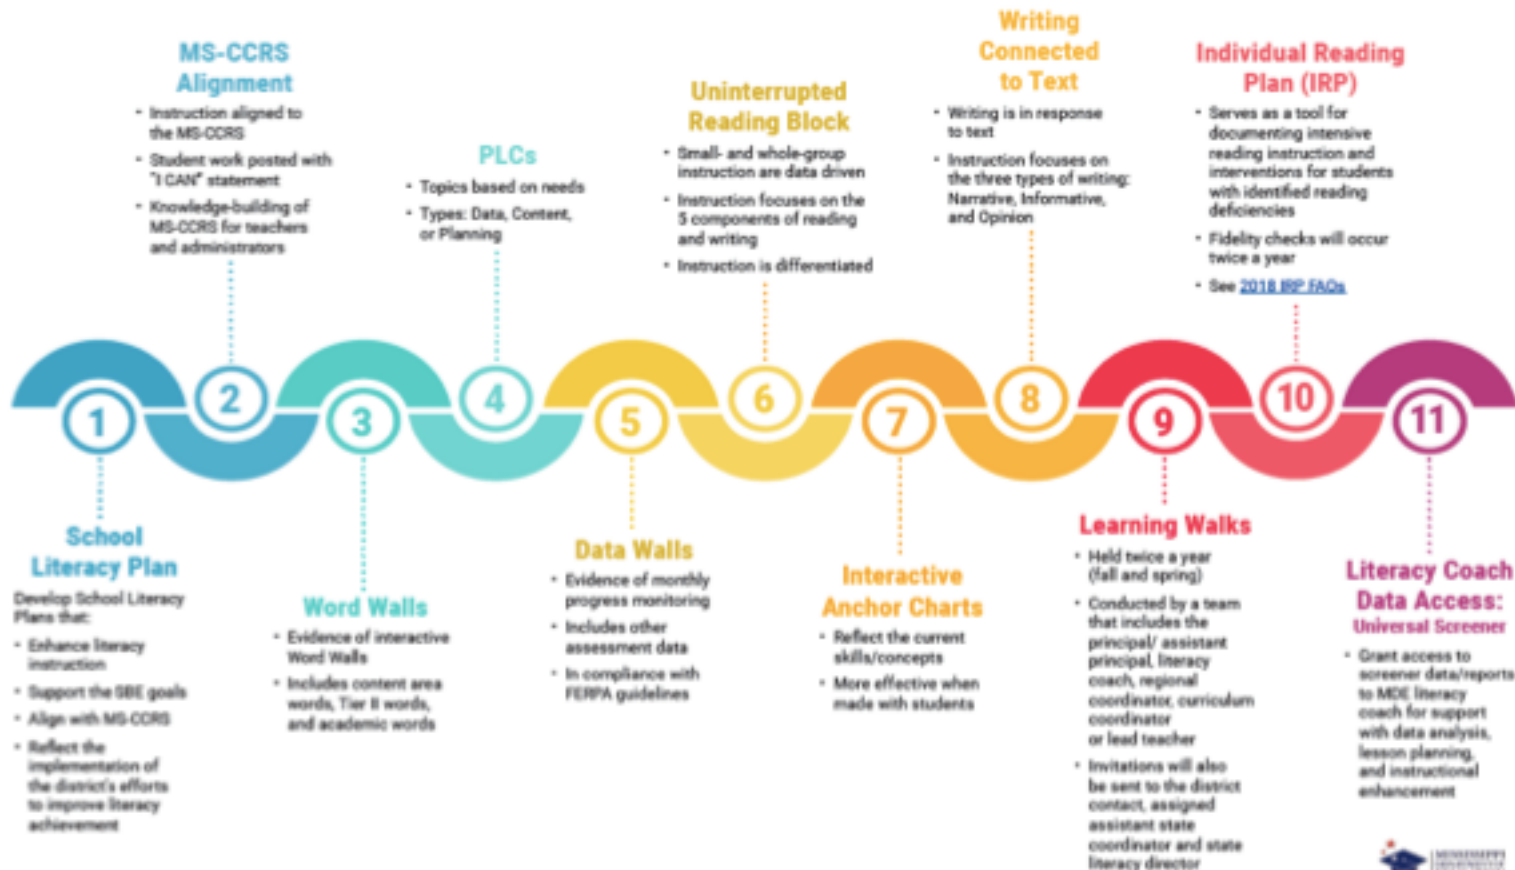 MS-CCRS
Alignment
• Instruction aligned to
the MS-CCRS
• Student work posted with
"I CAN" statement
• Knowledge-building of
MS-CCRS for teachers
and administrators
PLCs
• Topics based on needs
• Types: Data, Content,
or Planning
Uninterrupted
Reading Block
• Small- and whole-group
instruction are data driven
• Instruction focuses on the
5 components of reading
and writing
• Instruction is differentiated
Writing
Connected
to Text
• Writing is in response
to text
• Instruction focuses on
the three types of writing:
Narrative, Informative,
and Opinion
Individual Reading
Plan (IRP)
• Serves as a tool for
documenting intensive
reading instruction and
interventions for students
with identified reading
deficiencies
• Fidelity checks will occur
twice a year
• See 2018 IRP FAQs
1
2
3
4
5
6
7
8
9
10
11
School
Literacy Plan
Develop School Literacy
Plans that:
• Enhance literacy
instruction
• Support the SBE goals
• Align with MS-CCRS
• Reflect the
implementation of
the district's efforts
to improve literacy
achievement
Word Walls
• Evidence of interactive
Word Walls
• Includes content area
words, Tier II words,
and academic words
Data Walls
• Evidence of monthly
progress monitoring
• Includes other
assessment data
• In compliance with
FERPA guidelines
Interactive
Anchor Charts
• Reflect the current
skills/concepts
• More effective when
made with students
Learning Walks
• Held twice a year
(fall and spring)
• Conducted by a team
that includes the
principal/ assistant
principal, literacy
coach, regional
coordinator, curriculum
coordinator
or lead teacher
• Invitations will also
be sent to the district
contact, assigned
assistant state
coordinator and state
literacy director
Literacy Coach
Data Access:
Universal Screener
• Grant access to
screener data/reports
to MDE literacy
coach for support
with data analysis,
lesson planning,
and instructional
enhancement
MISSISSIPPI